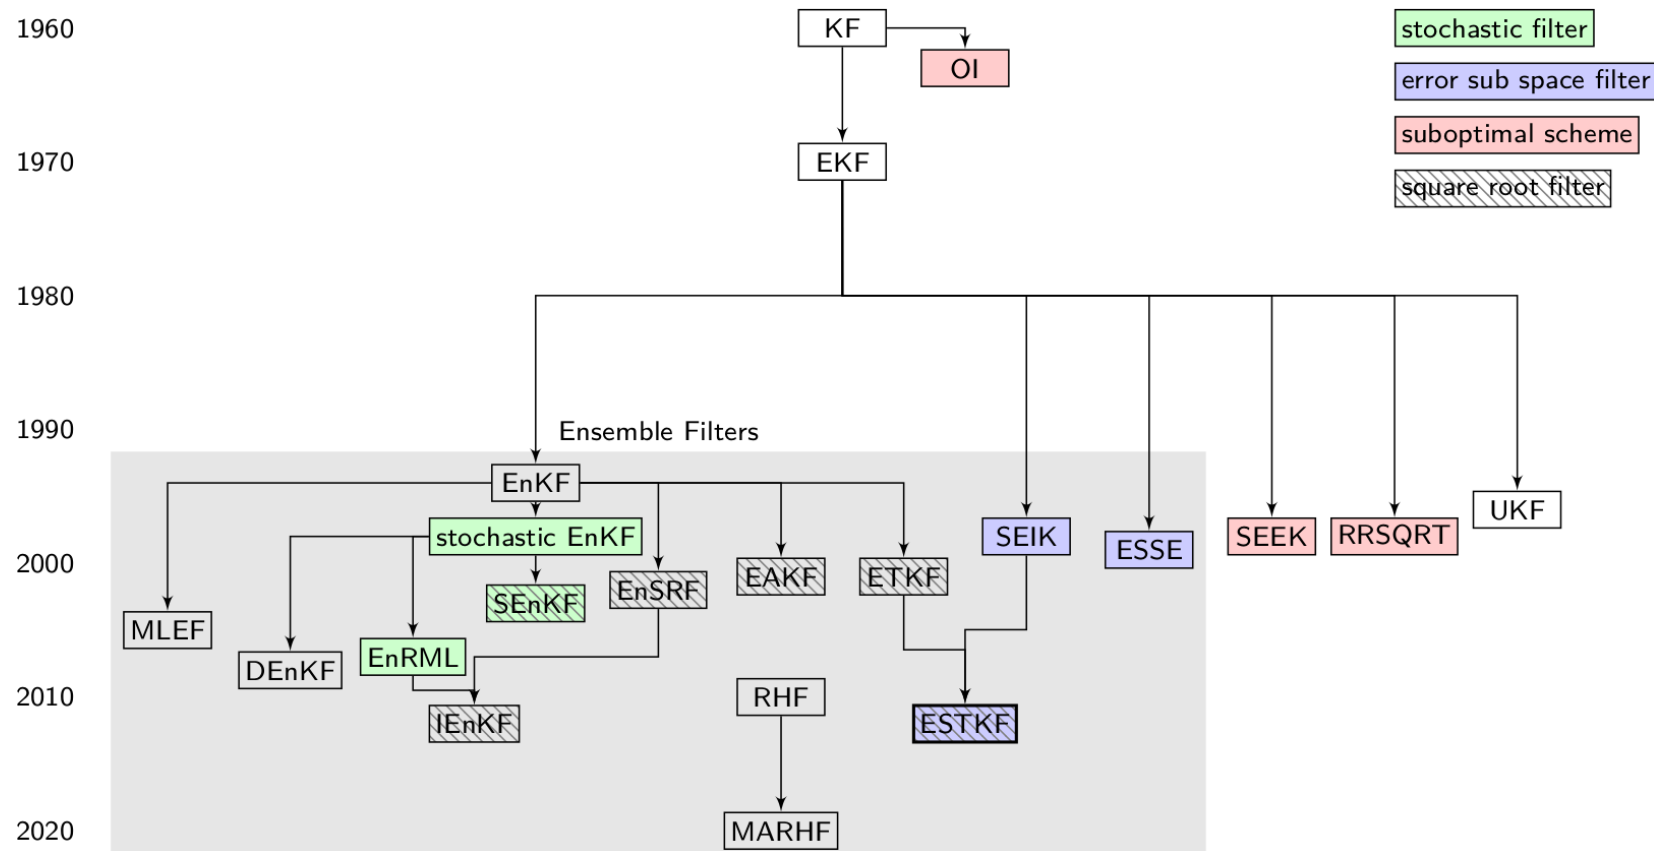 1960
KF
stochastic filter
OI
error sub space filter
suboptimal scheme
1970
EKF
square root filter
1980
1990
Ensemble Filters
EnKF
UKF
stochastic EnKF
SEIK
ESSE
SEEK
RRSQRT
2000
SEnKF
EnSRF
EAKF
ETKF
MLEF
DEnKF
EnRML
2010
RHF
IEnKF
ESTKF
2020
MARHF